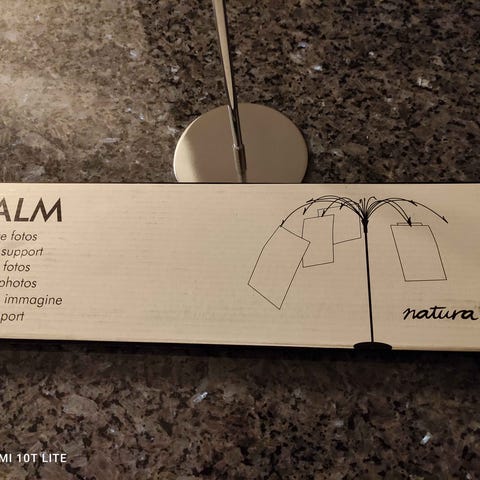 ALM
e fotos
support
fotos
photos
immagine
port
natura
MI 10T LITE